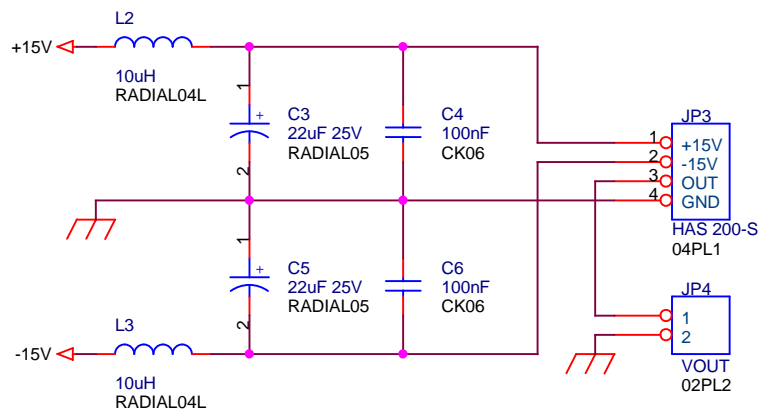 L2
+15V
10uH
RADIAL04L
1
+
2
C3
22uF 25V
RADIAL05
C4
100nF
CK06
JP3
1
+15V
2
-15V
3
OUT
4
GND
HAS 200-S
04PL1
1
+
2
C5
22uF 25V
RADIAL05
C6
100nF
CK06
JP4
1
2
VOUT
02PL2
L3
-15V
10uH
RADIAL04L